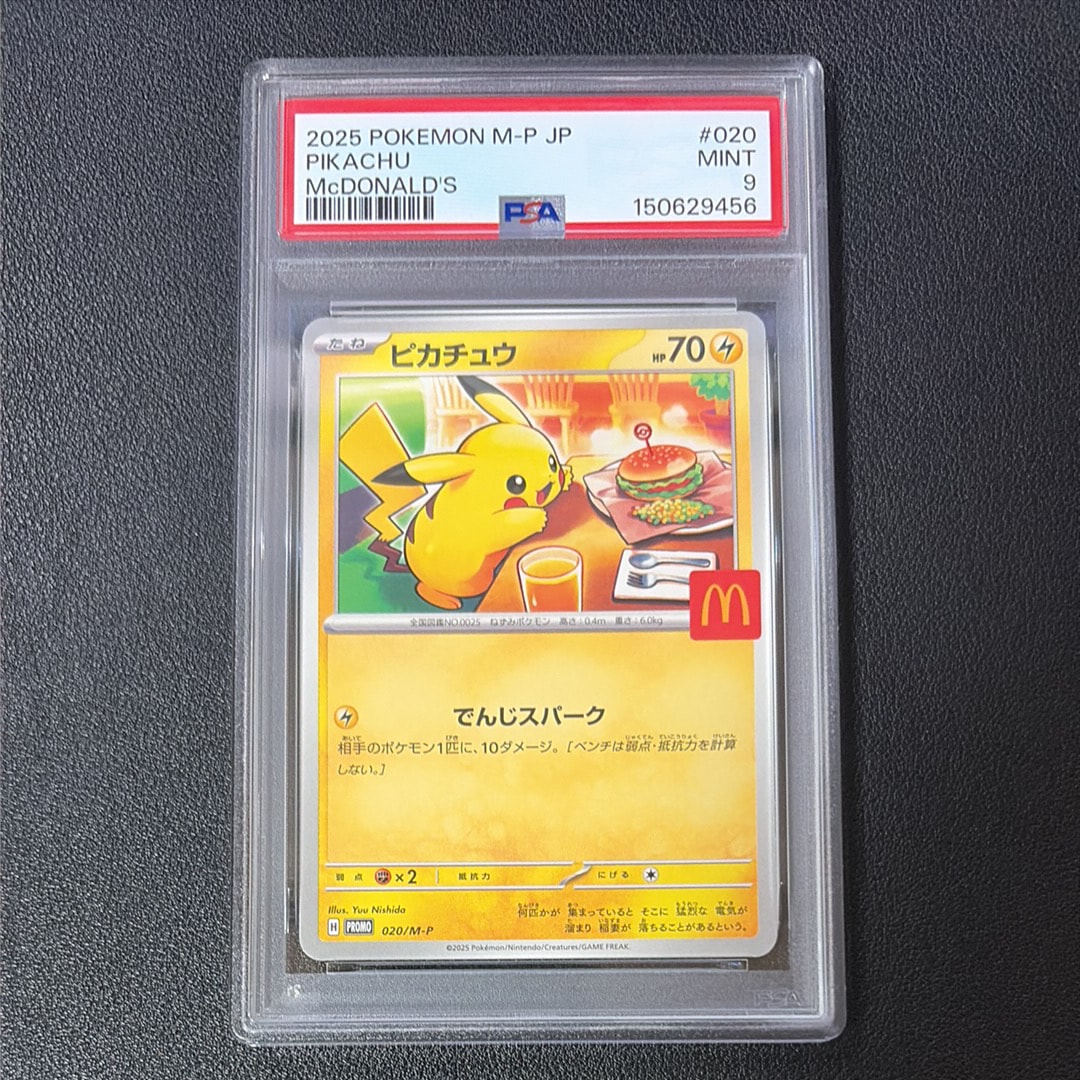 2025 POKEMON M-P JP #020
PIKACHU MINT
McDONALD'S 9
PSA 150629456
たね ピカチュウ HP 70
全国図鑑NO.0025 ねずみポケモン 高さ:0.4m 重さ:6.0kg
でんじスパーク
相手のポケモン1匹に、10ダメージ。[ベンチは弱点・抵抗力を計算
しない。]
弱点 ×2 抵抗力 にげる
Illus. Yuu Nishida
H PROMO 020/M-P
何匹かが 集まっていると そこに 猛烈な 電気が
溜まり 稲妻が 落ちることがあるという。
©2025 Pokémon/Nintendo/Creatures/GAME FREAK.
PSA